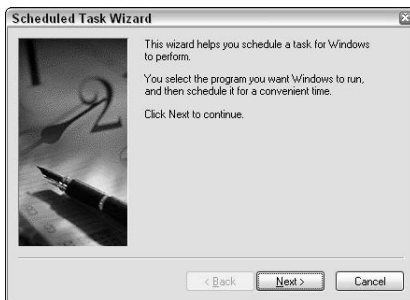 Scheduled Task Wizard
This wizard helps you schedule a task for Windows
to perform.
You select the program you want Windows to run,
and then schedule it for a convenient time.
Click Next to continue.
< Back Next > Cancel